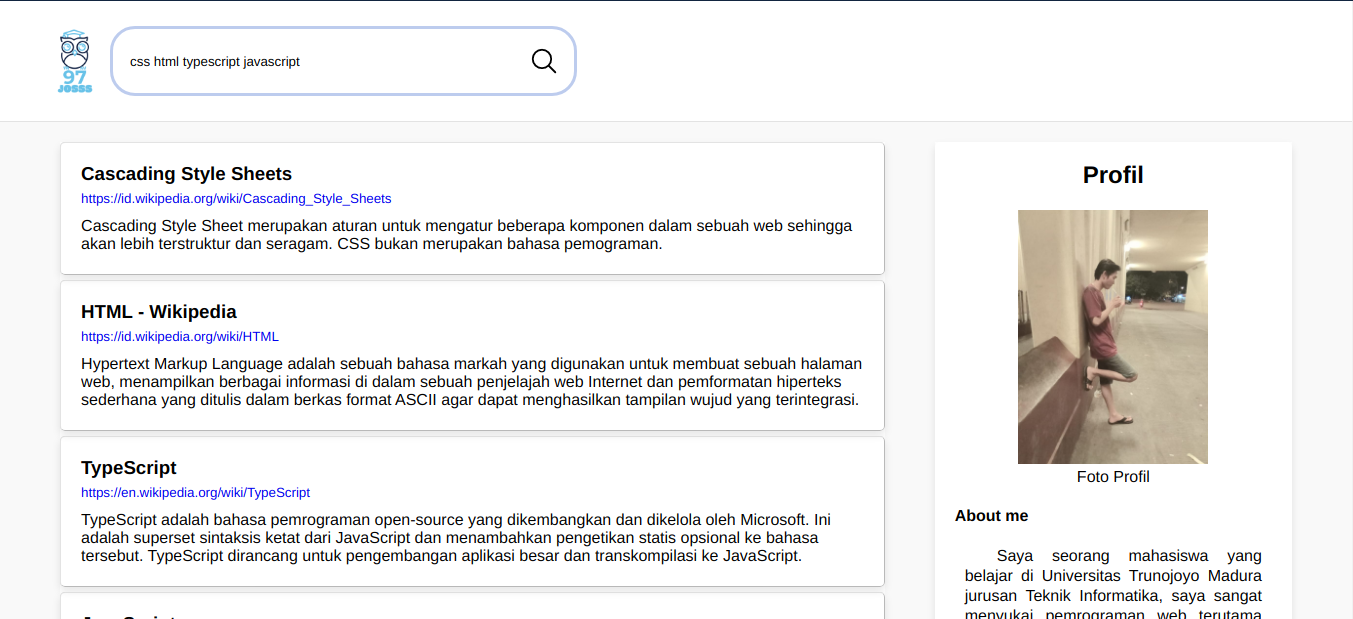 97
JOSSS
css html typescript javascript
Cascading Style Sheets
https://id.wikipedia.org/wiki/Cascading_Style_Sheets
Cascading Style Sheet merupakan aturan untuk mengatur beberapa komponen dalam sebuah web sehingga
akan lebih terstruktur dan seragam. CSS bukan merupakan bahasa pemograman.
HTML - Wikipedia
https://id.wikipedia.org/wiki/HTML
Hypertext Markup Language adalah sebuah bahasa markah yang digunakan untuk membuat sebuah halaman
web, menampilkan berbagai informasi di dalam sebuah penjelajah web Internet dan pemformatan hiperteks
sederhana yang ditulis dalam berkas format ASCII agar dapat menghasilkan tampilan wujud yang terintegrasi.
TypeScript
https://en.wikipedia.org/wiki/TypeScript
TypeScript adalah bahasa pemrograman open-source yang dikembangkan dan dikelola oleh Microsoft. Ini
adalah superset sintaksis ketat dari JavaScript dan menambahkan pengetikan statis opsional ke bahasa
tersebut. TypeScript dirancang untuk pengembangan aplikasi besar dan transkompilasi ke JavaScript.
Profil
Foto Profil
About me
Saya seorang mahasiswa yang
belajar di Universitas Trunojoyo Madura
jurusan Teknik Informatika, saya sangat
menyukai pemrograman web terutama